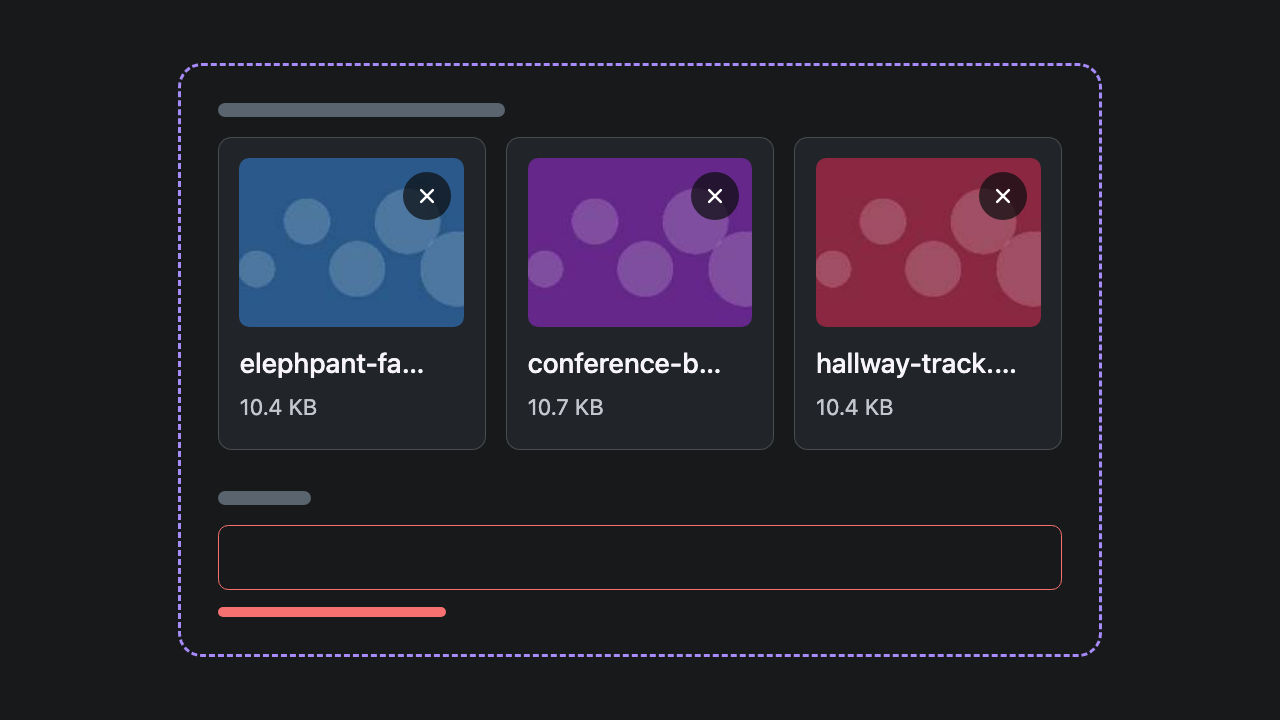 elephpant-fa...
10.4 KB
conference-b...
10.7 KB
hallway-track....
10.4 KB